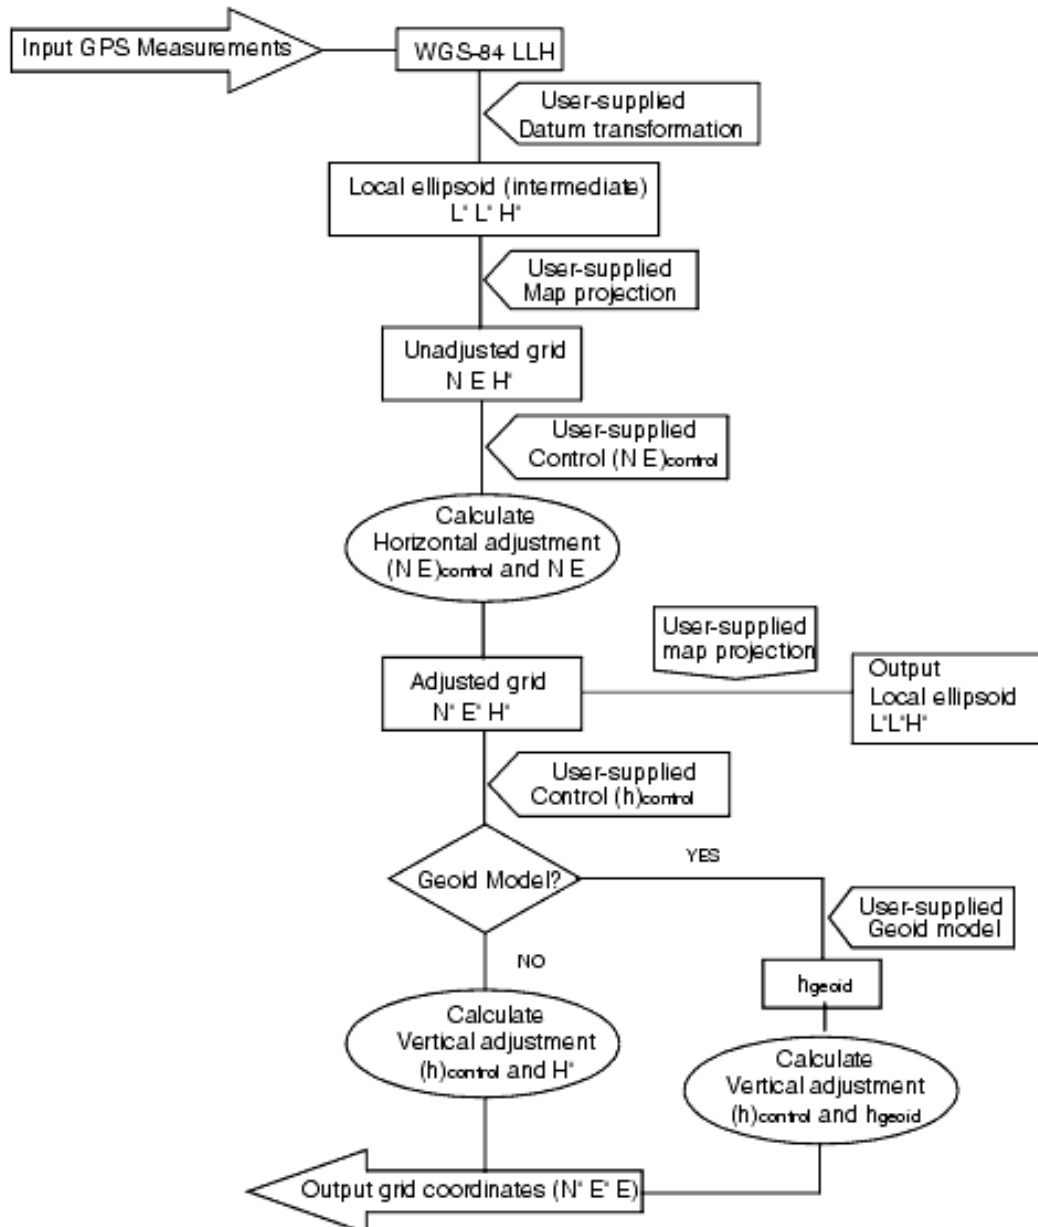 Input GPS Measurements
WGS-84 LLH
User-supplied
Datum transformation
Local ellipsoid (intermediate)
L' L' H'
User-supplied
Map projection
Unadjusted grid
N E H'
User-supplied
Control (N E)control
Calculate
Horizontal adjustment
(N E)control and N E
User-supplied
map projection
Adjusted grid
N' E' H'
Output
Local ellipsoid
L'L'H'
User-supplied
Control (h)control
YES
Geoid Model?
User-supplied
Geoid model
NO
hgeoid
Calculate
Vertical adjustment
(h)control and H'
Calculate
Vertical adjustment
(h)control and hgeoid
Output grid coordinates (N' E' E)